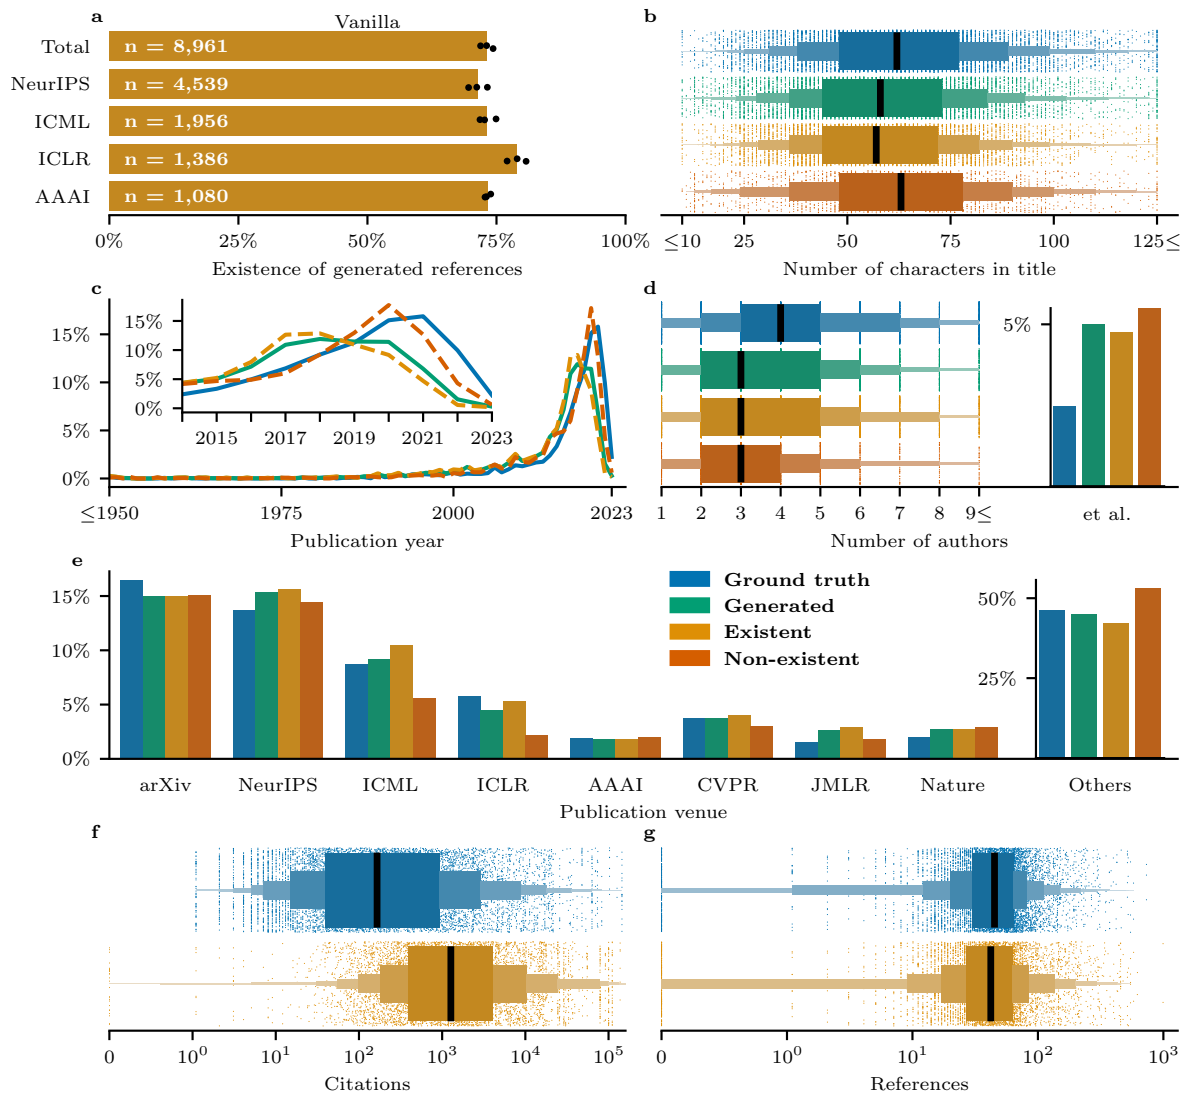 a
Vanilla
Total
n = 8,961
NeurIPS
n = 4,539
ICML
n = 1,956
ICLR
n = 1,386
AAAI
n = 1,080
0% 25% 50% 75% 100%
Existence of generated references
b
≤10 25 50 75 100 125≤
Number of characters in title
c
15%
10%
5%
0%
15%
10%
5%
0%
2015 2017 2019 2021 2023
≤1950 1975 2000 2023
Publication year
d
1 2 3 4 5 6 7 8 9≤
Number of authors
5%
et al.
e
15%
10%
5%
0%
arXiv NeurIPS ICML ICLR AAAI CVPR JMLR Nature
Publication venue
Ground truth
Generated
Existent
Non-existent
50%
25%
Others
f
0 10⁰ 10¹ 10² 10³ 10⁴ 10⁵
Citations
g
0 10⁰ 10¹ 10² 10³
References